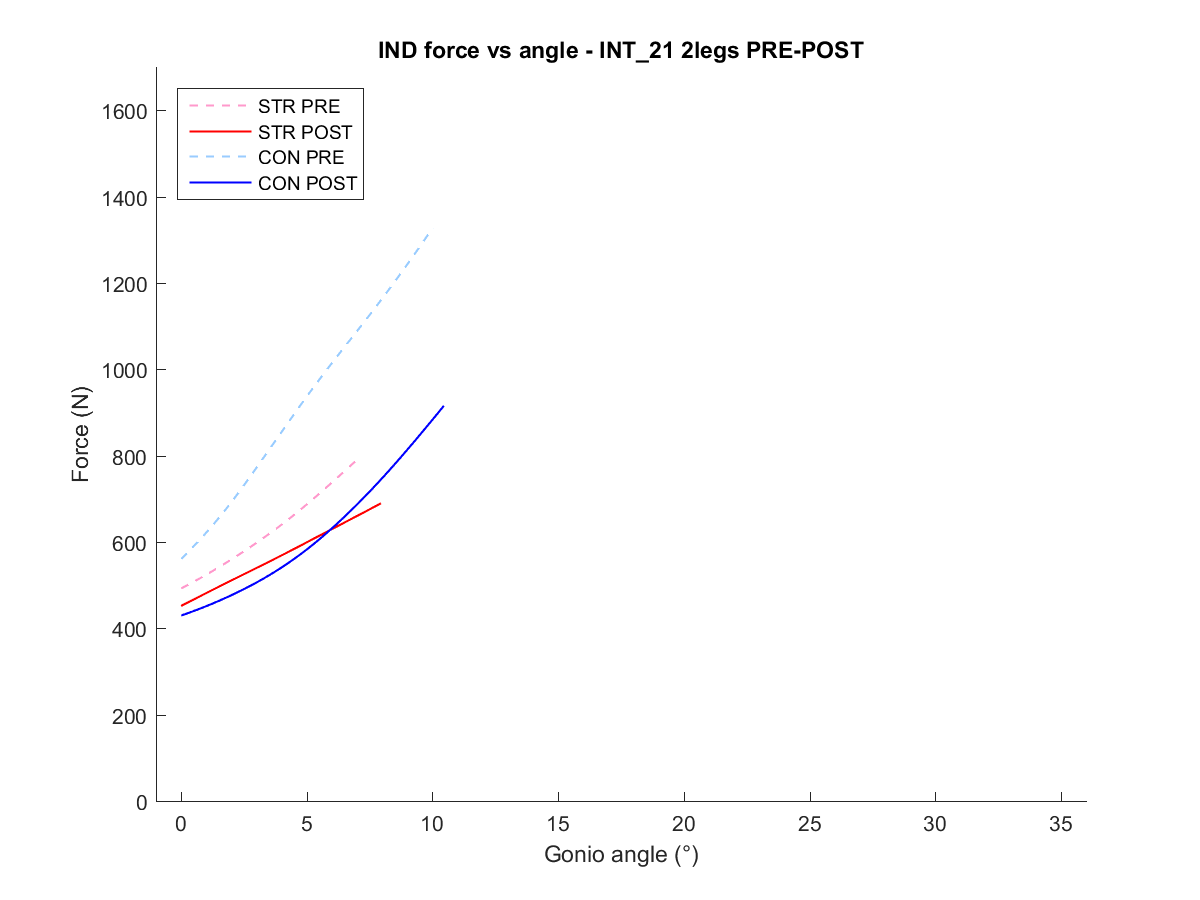 IND force vs angle - INT_21 2legs PRE-POST
STR PRE
STR POST
CON PRE
CON POST
1600
1400
1200
1000
800
600
400
200
0
Force (N)
0 5 10 15 20 25 30 35
Gonio angle (°)